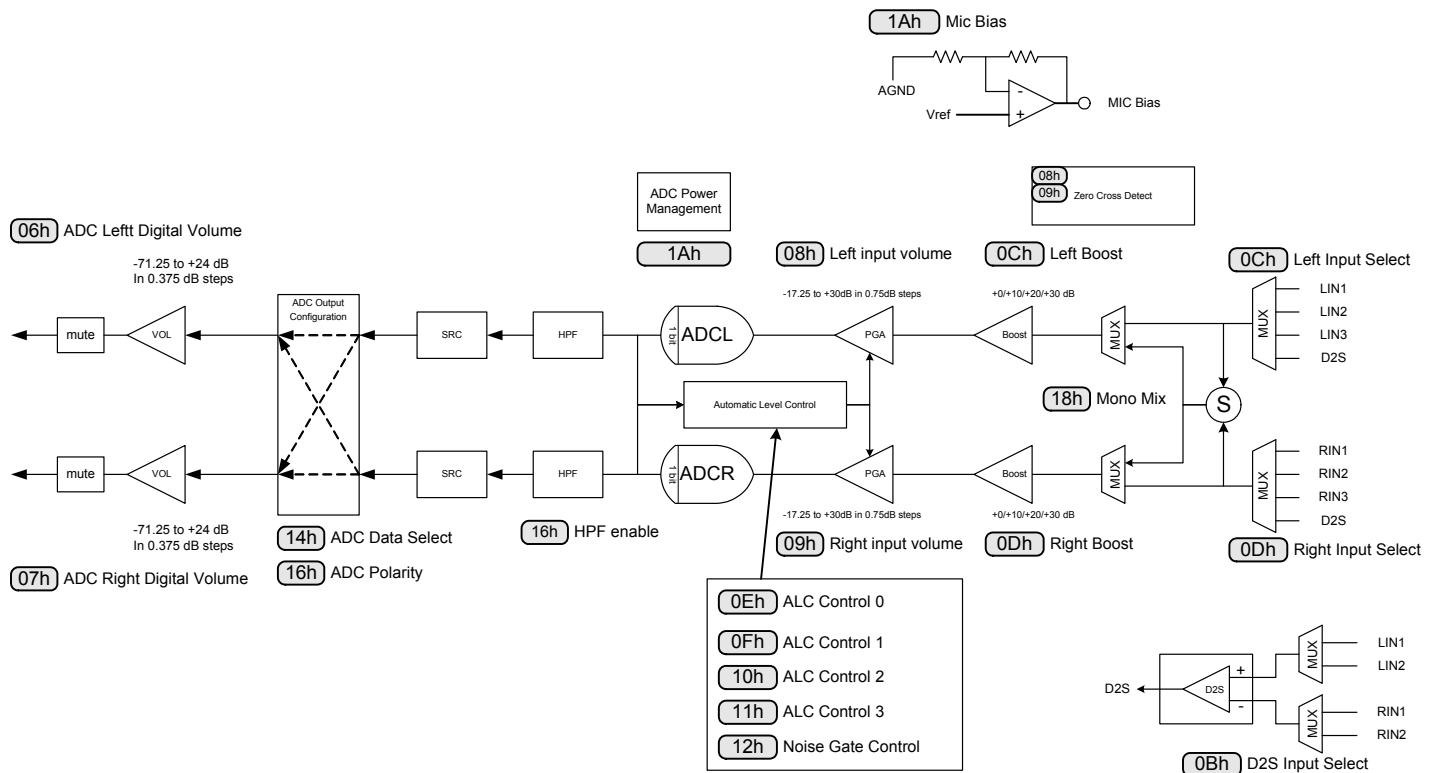 1Ah Mic Bias
AGND
-
+
Vref
MIC Bias
ADC Power
Management
1Ah
08h
09h Zero Cross Detect
06h ADC Leftt Digital Volume
-71.25 to +24 dB
In 0.375 dB steps
08h Left input volume
0Ch Left Boost
0Ch Left Input Select
-17.25 to +30dB in 0.75dB steps
+0/+10/+20/+30 dB
mute
VOL
ADC Output
Configuration
SRC
HPF
1 bit
ADCL
PGA
Boost
MUX
MUX
LIN1
LIN2
LIN3
D2S
Automatic Level Control
18h Mono Mix
S
mute
VOL
SRC
HPF
1 bit
ADCR
PGA
Boost
MUX
MUX
RIN1
RIN2
RIN3
D2S
-71.25 to +24 dB
In 0.375 dB steps
-17.25 to +30dB in 0.75dB steps
+0/+10/+20/+30 dB
14h ADC Data Select
16h HPF enable
09h Right input volume
0Dh Right Boost
0Dh Right Input Select
07h ADC Right Digital Volume
16h ADC Polarity
0Eh ALC Control 0
0Fh ALC Control 1
10h ALC Control 2
11h ALC Control 3
12h Noise Gate Control
D2S
D2S
+
-
MUX
LIN1
LIN2
MUX
RIN1
RIN2
0Bh D2S Input Select